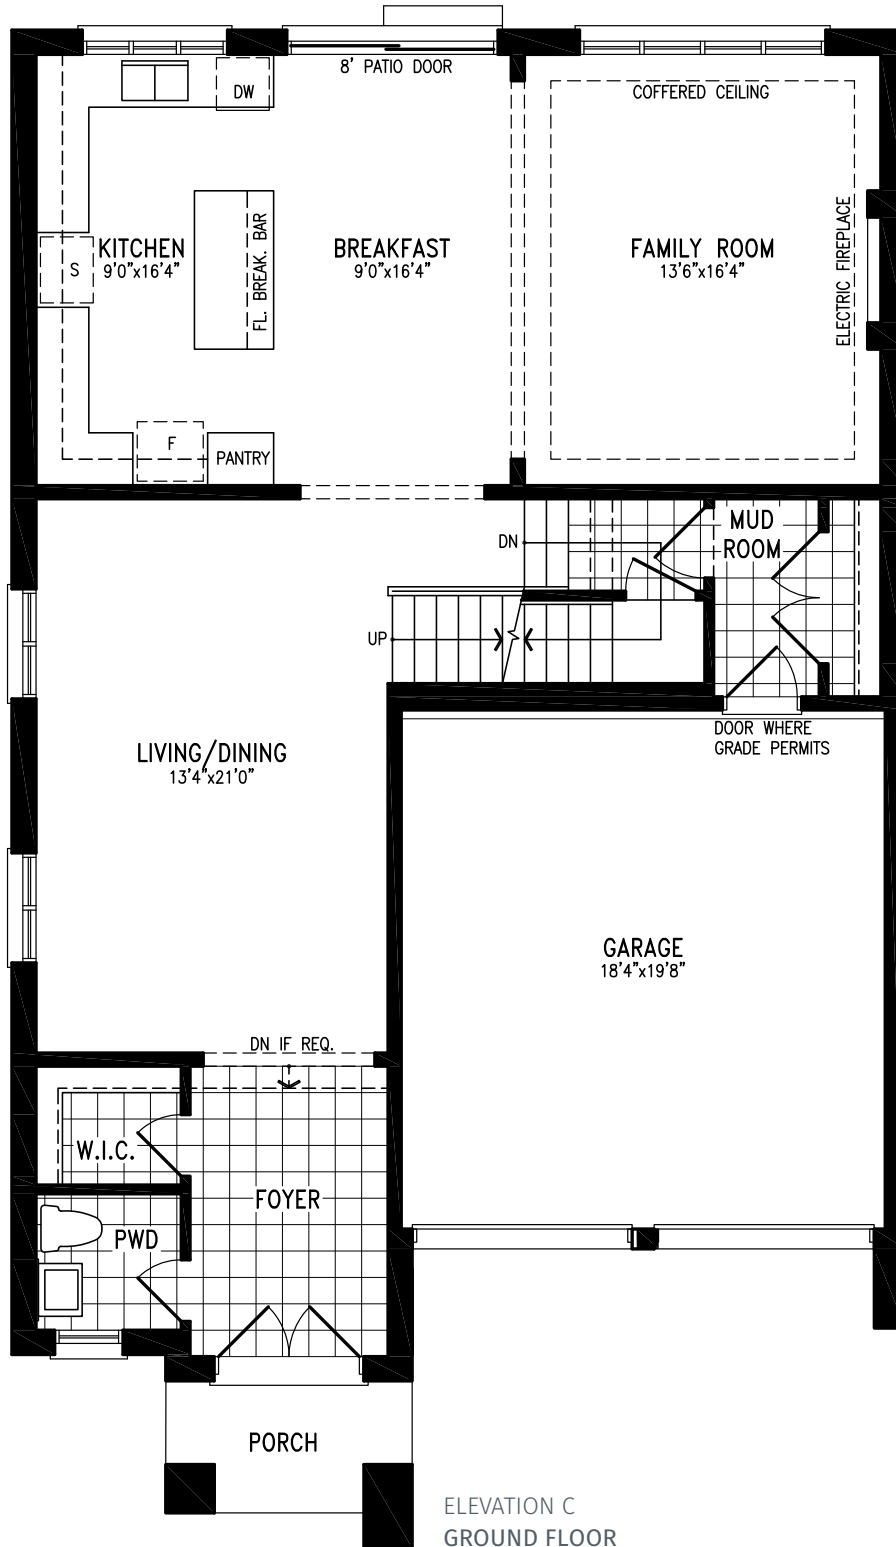 8' PATIO DOOR
DW
COFFERED CEILING
KITCHEN
9'0"x16'4"
S
FL. BREAK. BAR
BREAKFAST
9'0"x16'4"
FAMILY ROOM
13'6"x16'4"
ELECTRIC FIREPLACE
F
PANTRY
MUD
ROOM
DN
UP
DOOR WHERE
GRADE PERMITS
LIVING/DINING
13'4"x21'0"
GARAGE
18'4"x19'8"
DN IF REQ.
W.I.C.
FOYER
PWD
PORCH
ELEVATION C
GROUND FLOOR